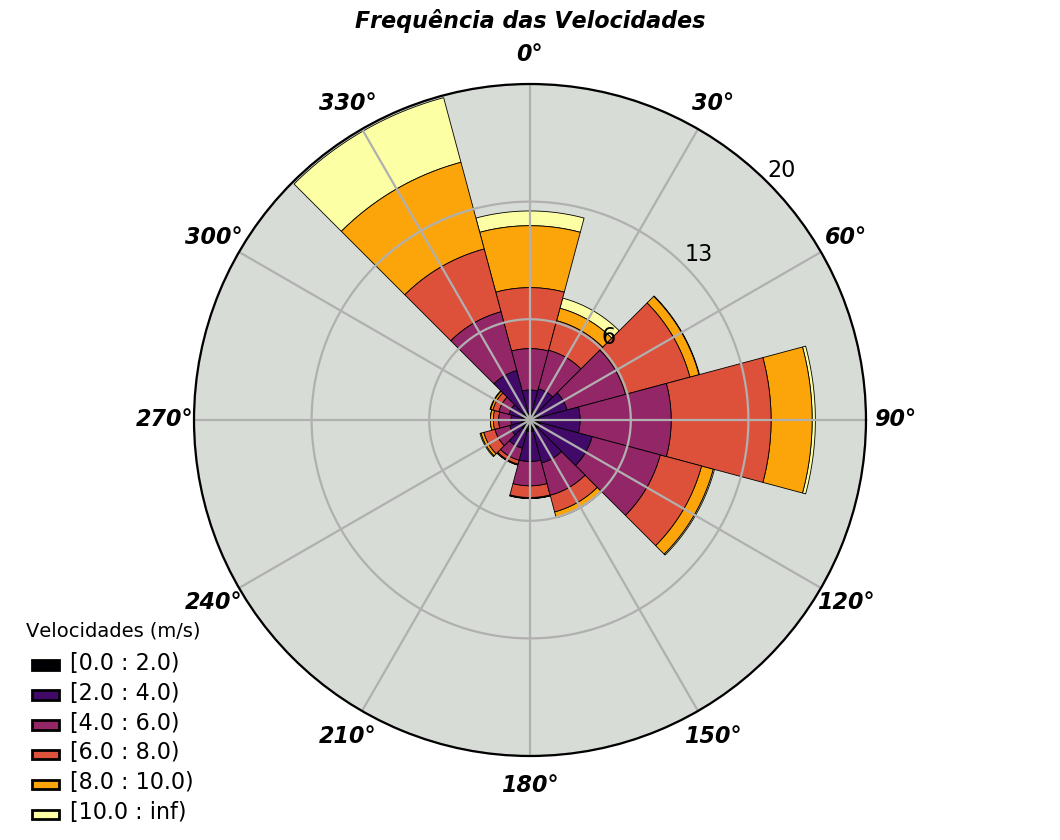 Frequência das Velocidades
0°
330°
30°
20
300°
60°
13
6
270°
90°
240°
120°
210°
150°
180°
Velocidades (m/s)
[0.0 : 2.0)
[2.0 : 4.0)
[4.0 : 6.0)
[6.0 : 8.0)
[8.0 : 10.0)
[10.0 : inf)